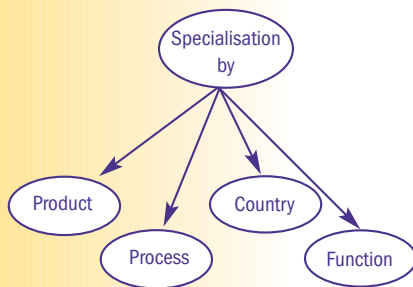 Specialisation
by
Product
Country
Process
Function